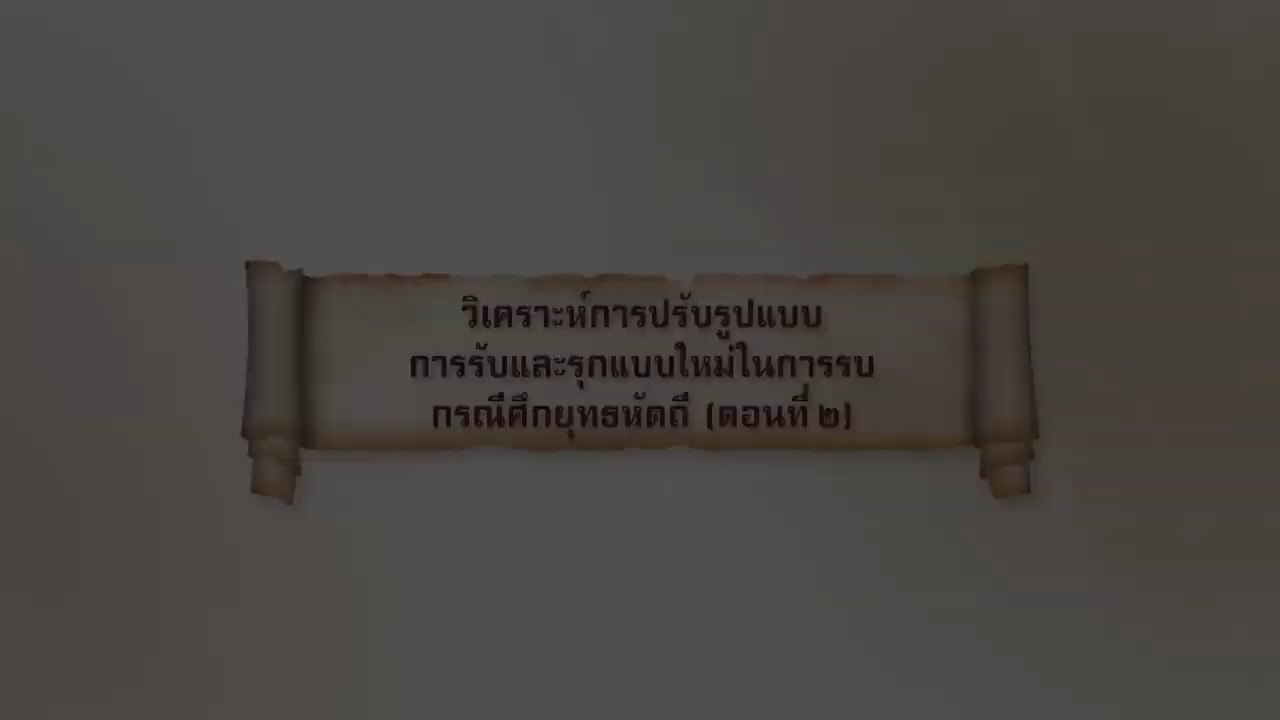 วิเคราะห์การปรับรูปแบบ
การรับและรุกแบบใหม่ในการรบ
กรณีศึกยุทธหัตถี (ตอนที่ ๒)